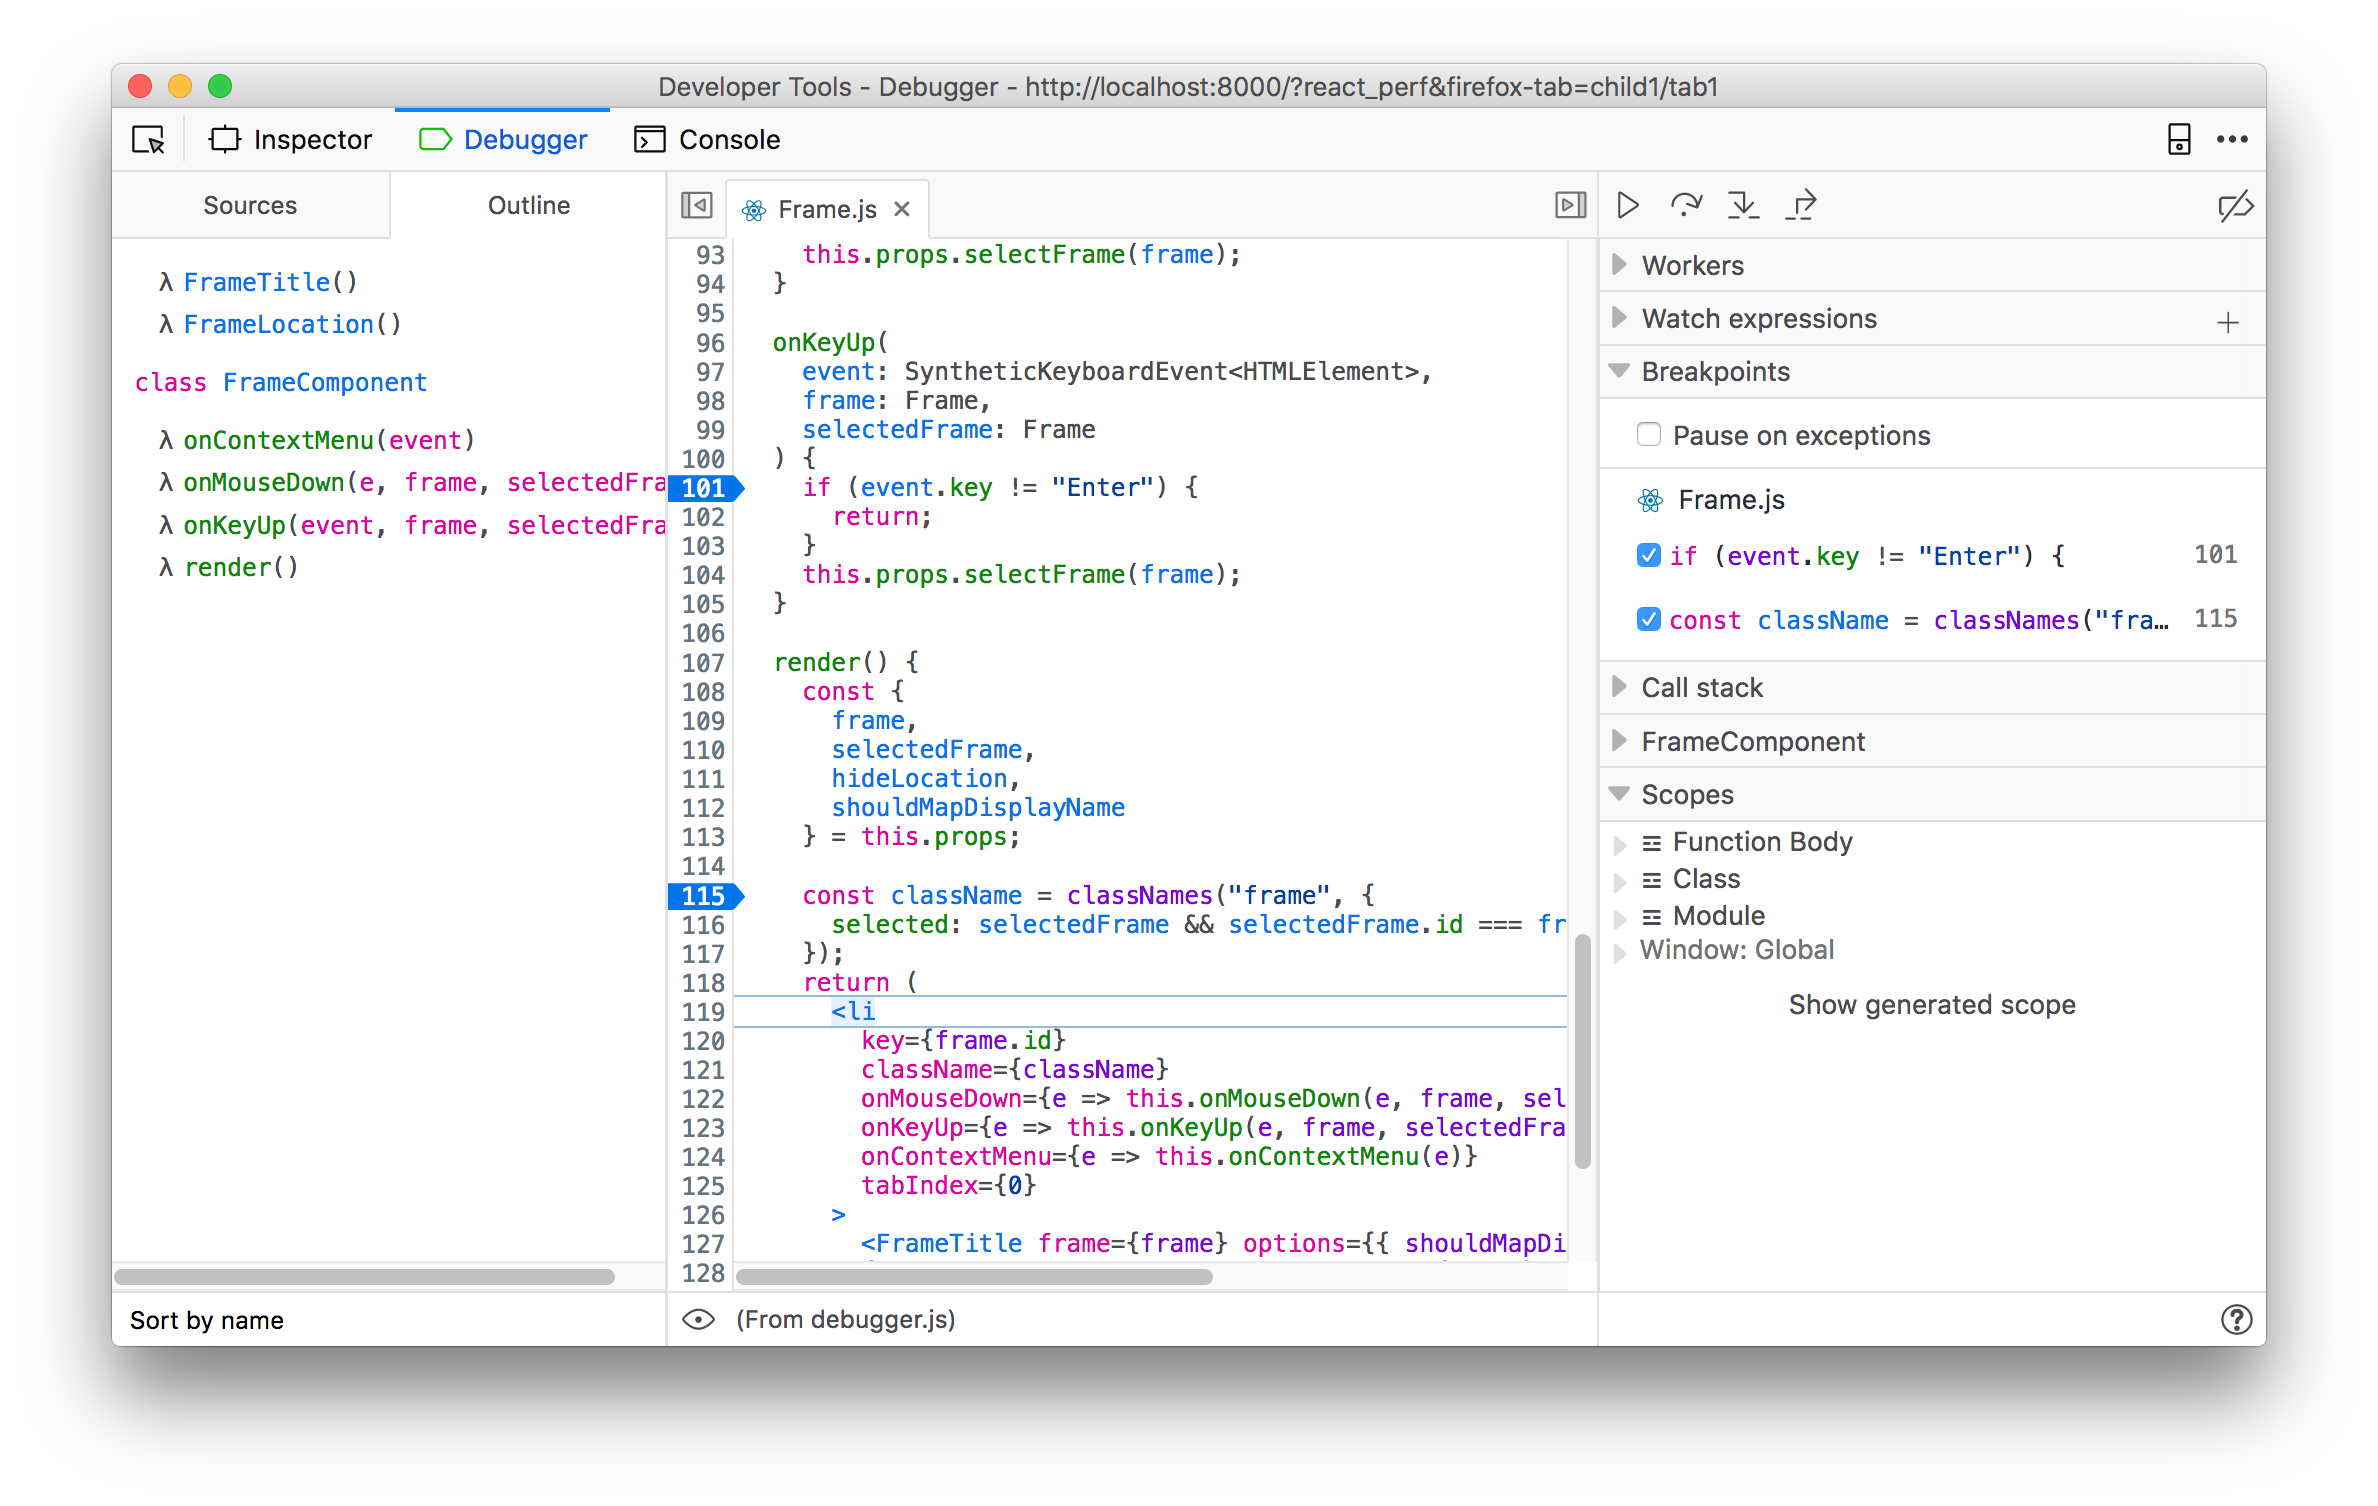 Developer Tools - Debugger - http://localhost:8000/?react_perf&firefox-tab=child1/tab1
Inspector
Debugger
Console
Sources
Outline
λ FrameTitle()
λ FrameLocation()
class FrameComponent
λ onContextMenu(event)
λ onMouseDown(e, frame, selectedFra
λ onKeyUp(event, frame, selectedFra
λ render()
Sort by name
Frame.js
93 this.props.selectFrame(frame);
94 }
95
96 onKeyUp(
97 event: SyntheticKeyboardEvent<HTMLElement>,
98 frame: Frame,
99 selectedFrame: Frame
100 ) {
101 if (event.key != "Enter") {
102 return;
103 }
104 this.props.selectFrame(frame);
105 }
106
107 render() {
108 const {
109 frame,
110 selectedFrame,
111 hideLocation,
112 shouldMapDisplayName
113 } = this.props;
114
115 const className = classNames("frame", {
116 selected: selectedFrame && selectedFrame.id === fr
117 });
118 return (
119 <li
120 key={frame.id}
121 className={className}
122 onMouseDown={e => this.onMouseDown(e, frame, sel
123 onKeyUp={e => this.onKeyUp(e, frame, selectedFra
124 onContextMenu={e => this.onContextMenu(e)}
125 tabIndex={0}
126 >
127 <FrameTitle frame={frame} options={{ shouldMapDi
128
(From debugger.js)
Workers
Watch expressions
Breakpoints
Pause on exceptions
Frame.js
if (event.key != "Enter") { 101
const className = classNames("fra… 115
Call stack
FrameComponent
Scopes
Function Body
Class
Module
Window: Global
Show generated scope